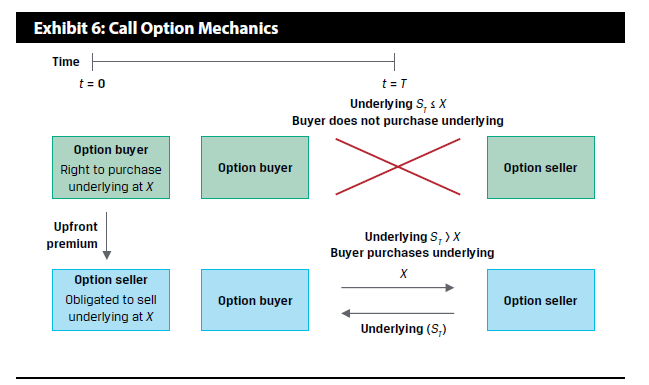 Exhibit 6: Call Option Mechanics
Time
t = 0
t = T
Underlying S_T ≤ X
Buyer does not purchase underlying
Option buyer
Right to purchase
underlying at X
Option buyer
Option seller
Upfront
premium
Underlying S_T > X
Buyer purchases underlying
Option seller
Obligated to sell
underlying at X
Option buyer
X
Underlying (S_T)
Option seller